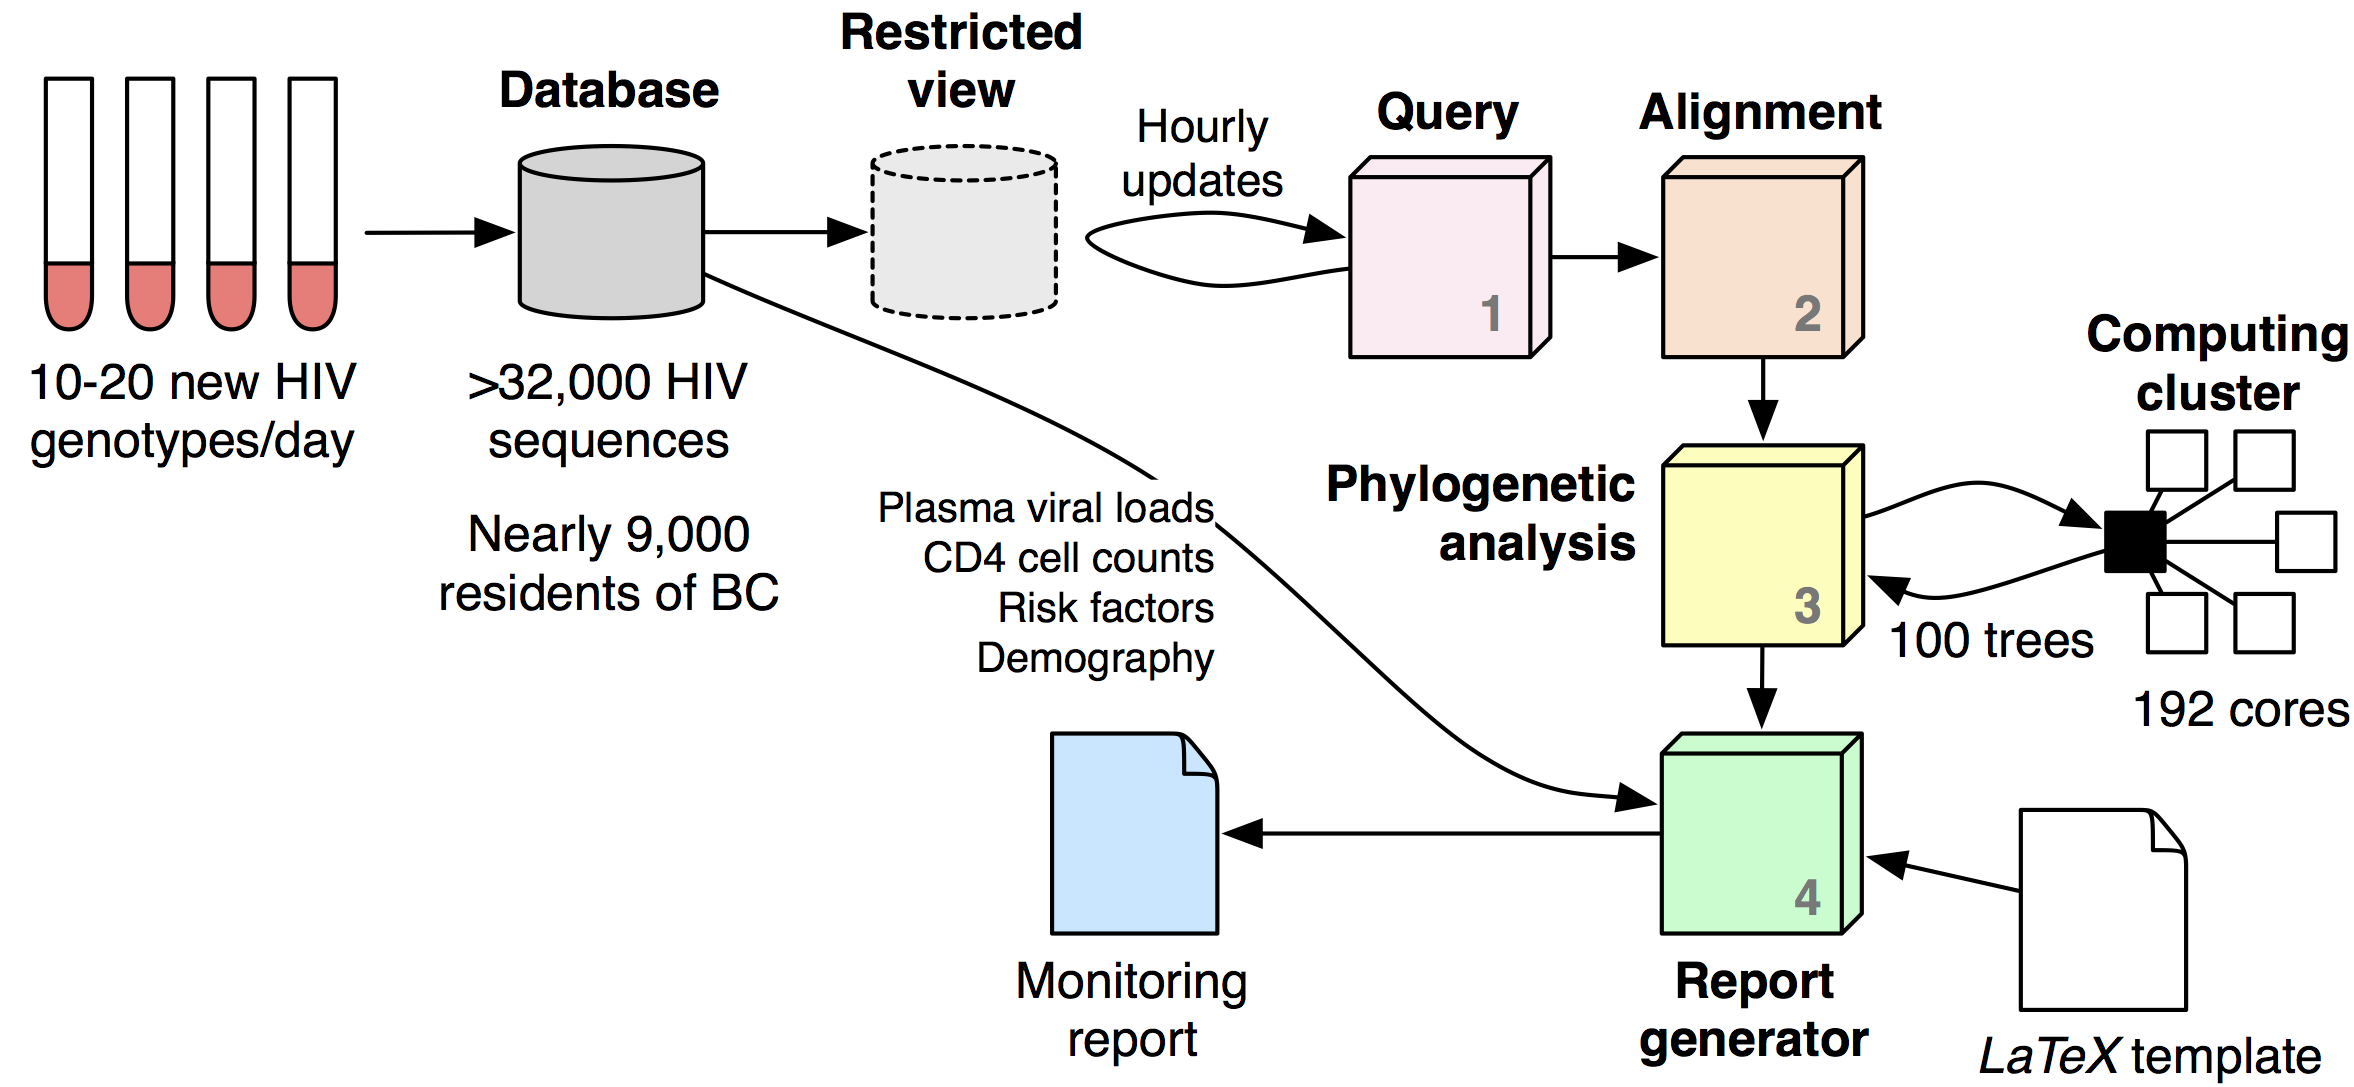 Restricted
view
Database
Hourly
updates
Query
Alignment
1
2
10-20 new HIV
genotypes/day
>32,000 HIV
sequences
Nearly 9,000
residents of BC
Computing
cluster
Plasma viral loads
CD4 cell counts
Risk factors
Demography
Phylogenetic
analysis
3
100 trees
192 cores
4
Monitoring
report
Report
generator
LaTeX template